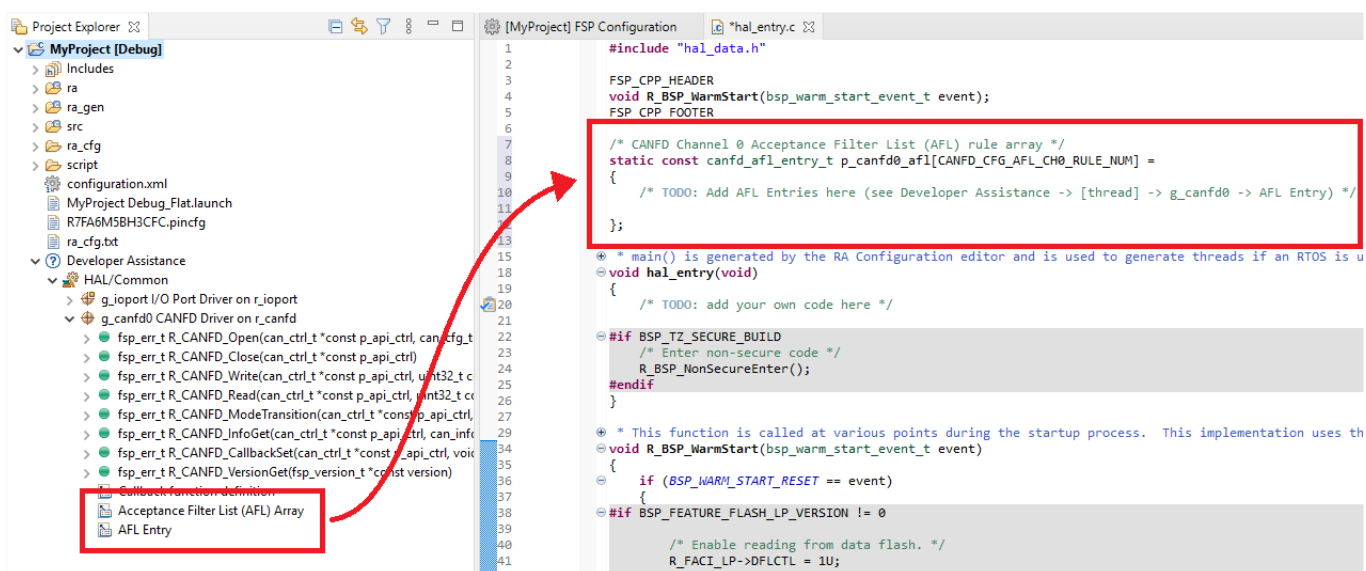 Project Explorer
MyProject [Debug]
Includes
ra
ra_gen
src
ra_cfg
script
configuration.xml
MyProject Debug_Flat.launch
R7FA6M5BH3CFC.pincfg
ra_cfg.txt
Developer Assistance
HAL/Common
g_ioport I/O Port Driver on r_ioport
g_canfd0 CANFD Driver on r_canfd
fsp_err_t R_CANFD_Open(can_ctrl_t *const p_api_ctrl, can_cfg_t
fsp_err_t R_CANFD_Close(can_ctrl_t *const p_api_ctrl)
fsp_err_t R_CANFD_Write(can_ctrl_t *const p_api_ctrl, uint32_t c
fsp_err_t R_CANFD_Read(can_ctrl_t *const p_api_ctrl, uint32_t co
fsp_err_t R_CANFD_ModeTransition(can_ctrl_t *const p_api_ctrl,
fsp_err_t R_CANFD_InfoGet(can_ctrl_t *const p_api_ctrl, can_info
fsp_err_t R_CANFD_CallbackSet(can_ctrl_t *const p_api_ctrl, void
fsp_err_t R_CANFD_VersionGet(fsp_version_t *const version)
Callback function definition
Acceptance Filter List (AFL) Array
AFL Entry
[MyProject] FSP Configuration
*hal_entry.c
1 #include "hal_data.h"
2
3 FSP_CPP_HEADER
4 void R_BSP_WarmStart(bsp_warm_start_event_t event);
5 FSP_CPP_FOOTER
6
7 /* CANFD Channel 0 Acceptance Filter List (AFL) rule array */
8 static const canfd_afl_entry_t p_canfd0_afl[CANFD_CFG_AFL_CH0_RULE_NUM] =
9 {
10 /* TODO: Add AFL Entries here (see Developer Assistance -> [thread] -> g_canfd0 -> AFL Entry) */
11
12 };
13
15 * main() is generated by the RA Configuration editor and is used to generate threads if an RTOS is u
18 void hal_entry(void)
19 {
20 /* TODO: add your own code here */
21
22 #if BSP_TZ_SECURE_BUILD
23 /* Enter non-secure code */
24 R_BSP_NonSecureEnter();
25 #endif
26 }
27
29 * This function is called at various points during the startup process. This implementation uses th
34 void R_BSP_WarmStart(bsp_warm_start_event_t event)
35 {
36 if (BSP_WARM_START_RESET == event)
37 {
38 #if BSP_FEATURE_FLASH_LP_VERSION != 0
39
40 /* Enable reading from data flash. */
41 R_FACI_LP->DFLCTL = 1U;